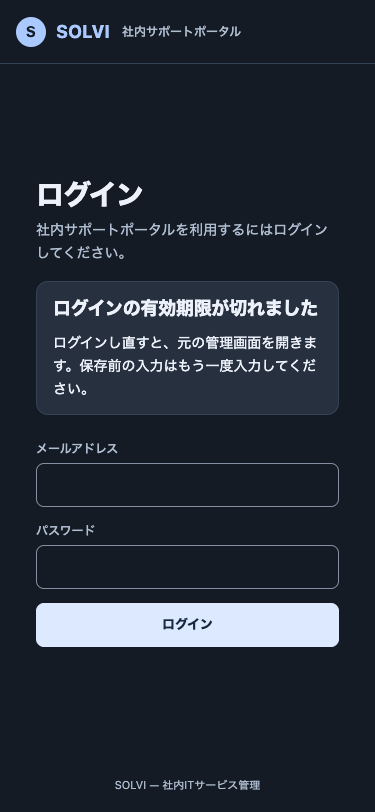 S SOLVI 社内サポートポータル
ログイン
社内サポートポータルを利用するにはログイン
してください。
ログインの有効期限が切れました
ログインし直すと、元の管理画面を開きま
す。保存前の入力はもう一度入力してくだ
さい。
メールアドレス
パスワード
ログイン
SOLVI — 社内ITサービス管理